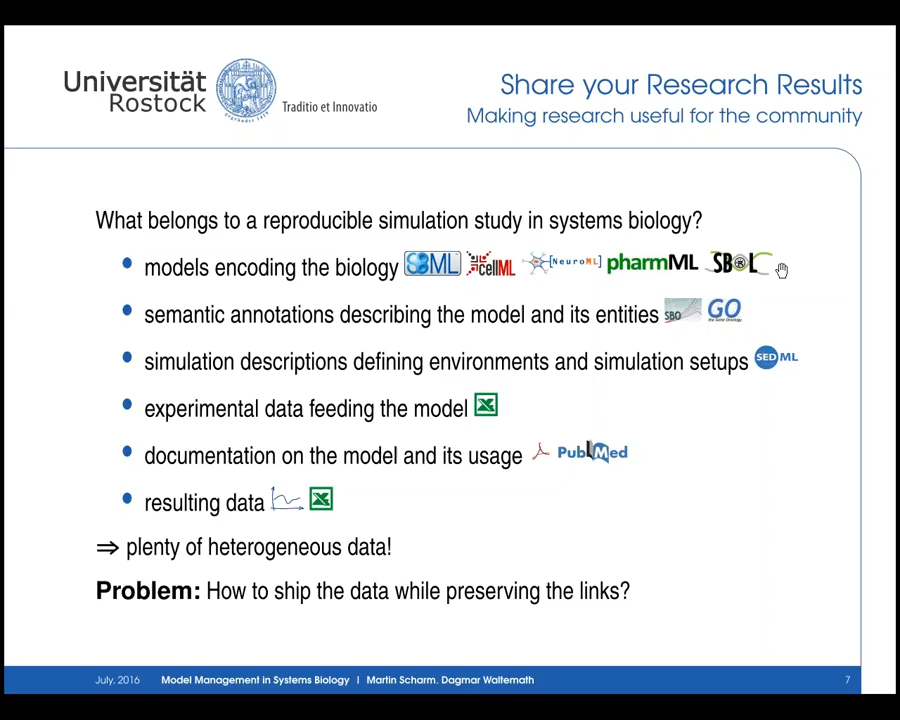 Universität
Rostock
Traditio et Innovatio
Share your Research Results
Making research useful for the community
What belongs to a reproducible simulation study in systems biology?
• models encoding the biology SBML cellML [NeuroML] pharmML SBOL
• semantic annotations describing the model and its entities SBO GO the Gene Ontology
• simulation descriptions defining environments and simulation setups SED ML
• experimental data feeding the model
• documentation on the model and its usage PubMed
• resulting data
⇒ plenty of heterogeneous data!
Problem: How to ship the data while preserving the links?
July, 2016 Model Management in Systems Biology | Martin Scharm, Dagmar Waltemath 7